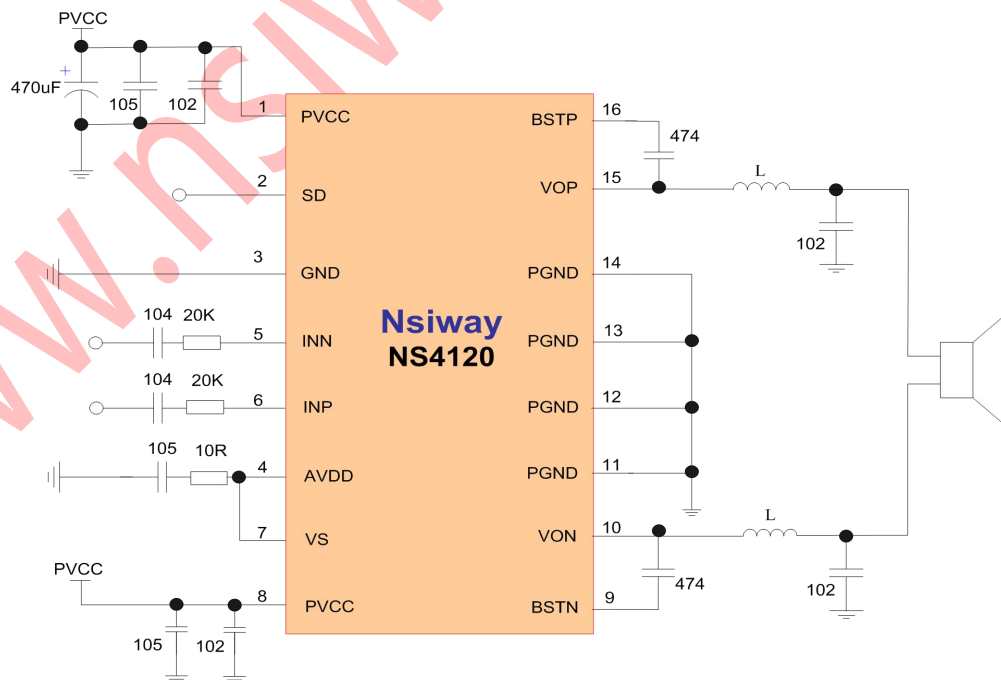 PVCC
+
470uF
105
102
1
PVCC
2
SD
3
GND
104
20K
5
INN
104
20K
6
INP
105
10R
4
AVDD
7
VS
PVCC
8
PVCC
105
102
Nsiway
NS4120
BSTP
16
474
VOP
15
L
102
PGND
14
PGND
13
PGND
12
PGND
11
VON
10
L
474
102
BSTN
9
w.nsiw